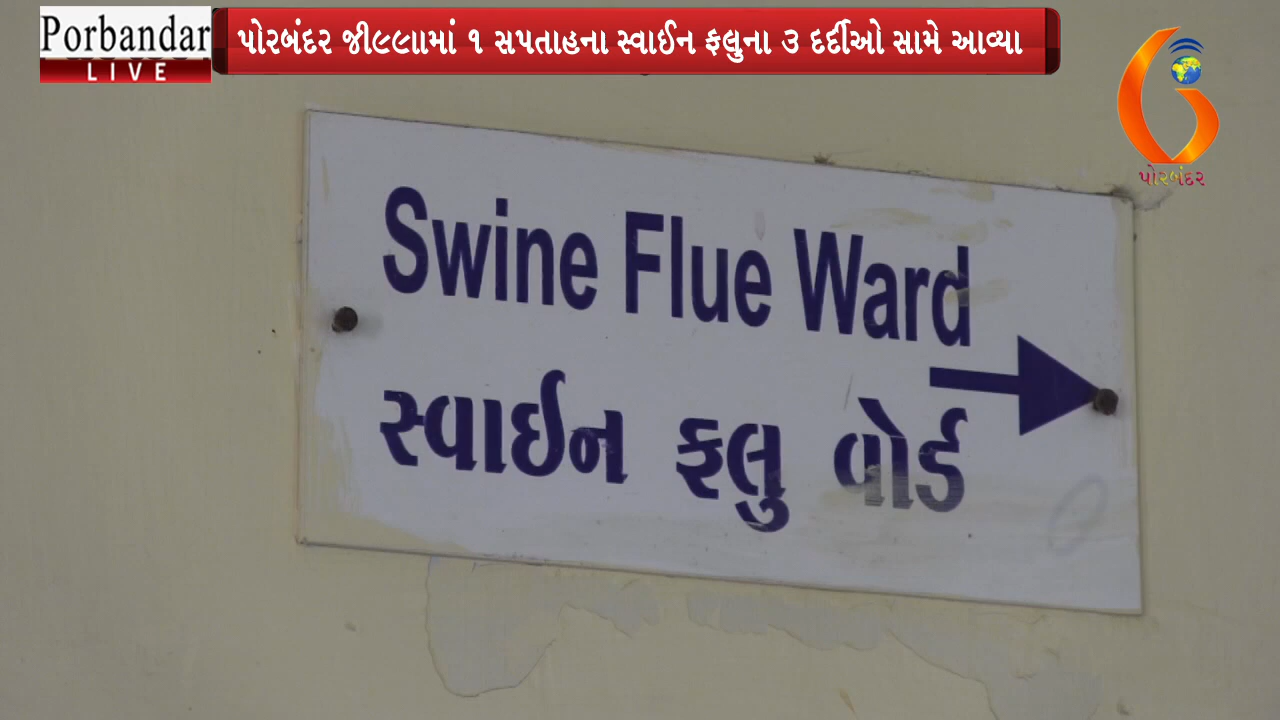 Porbandar
LIVE
પોરબંદર જીલ્લામાં ૧ સપતાહના સ્વાઈન ફલુના ૩ દર્દીઓ સામે આવ્યા
પોરબંદર
Swine Flue Ward
સ્વાઈન ફલુ વોર્ડ